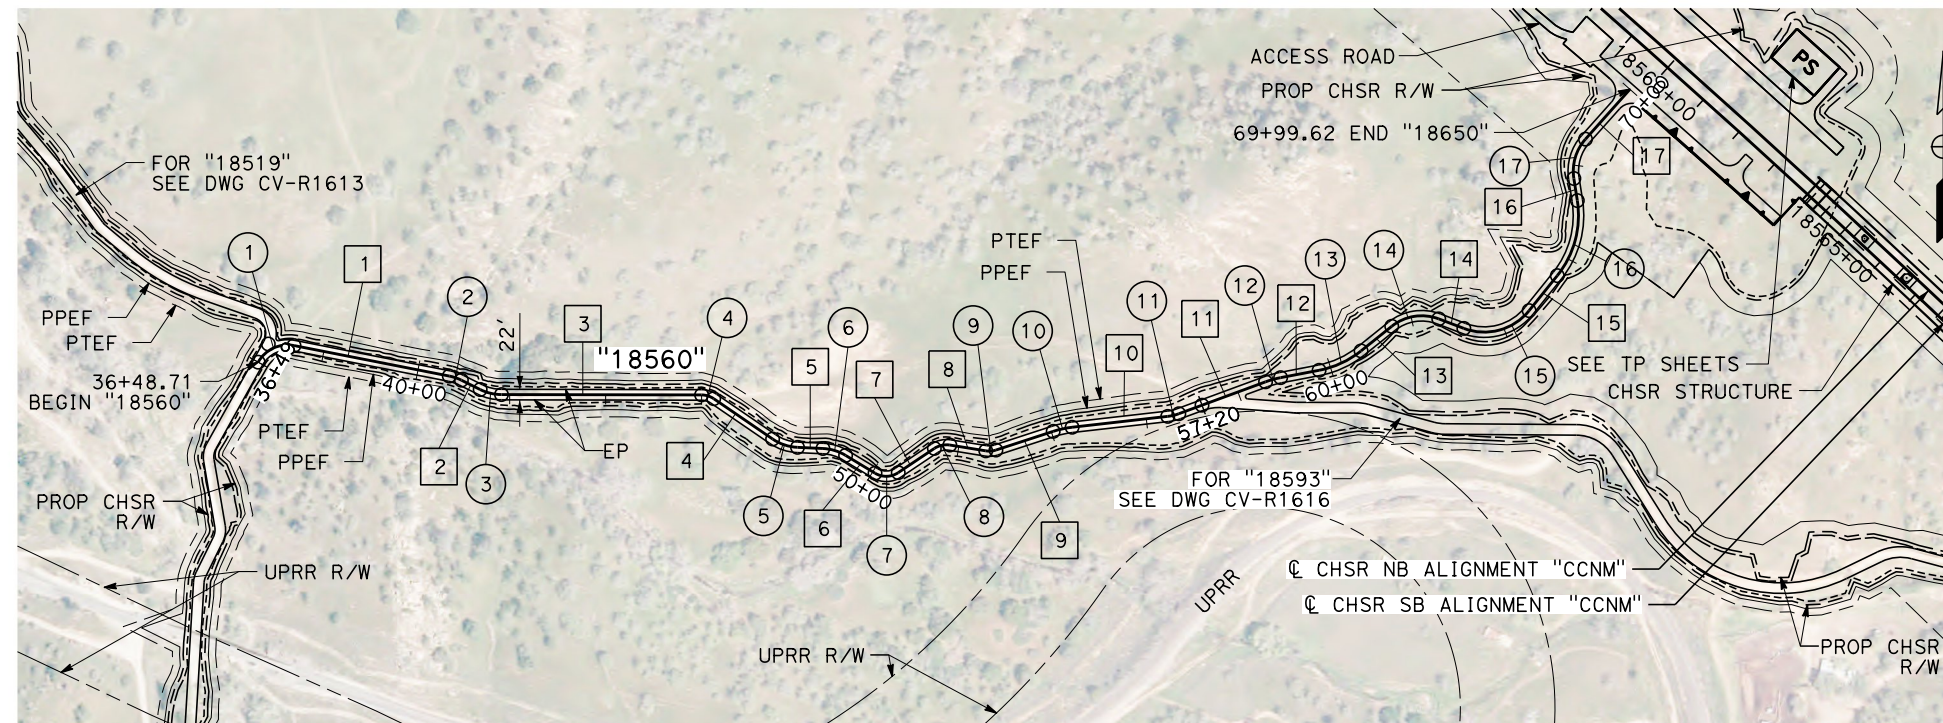 ACCESS ROAD
PROP CHSR R/W
69+99.62 END "18650"
70+00
PS
17
17
16
FOR "18519"
SEE DWG CV-R1613
1
1
PTEF
PPEF
14
13
14
16
18565+00
12
12
11
11
10
10
9
2
3
4
6
5
7
8
22'
"18560"
PPEF
PTEF
36+48.71
BEGIN "18560"
36+49
40+00
60+00
57+20
50+00
15
15
13
SEE TP SHEETS
CHSR STRUCTURE
PTEF
PPEF
2
3
EP
4
5
6
7
8
9
FOR "18593"
SEE DWG CV-R1616
PROP CHSR
R/W
UPRR R/W
UPRR
℄ CHSR NB ALIGNMENT "CCNM"
℄ CHSR SB ALIGNMENT "CCNM"
UPRR R/W
PROP CHSR
R/W